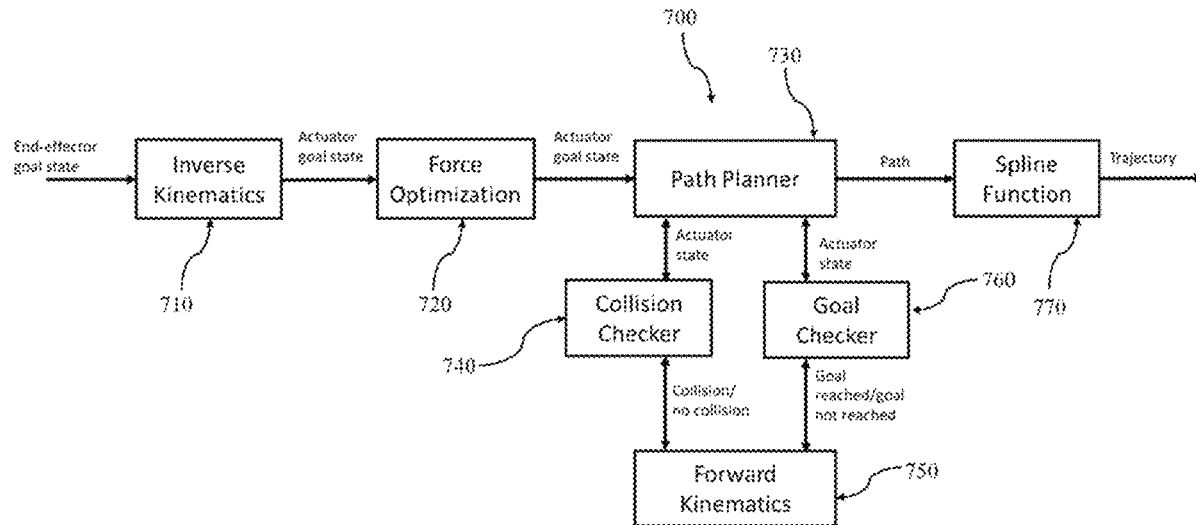 700
730
End-effector
goal state
Inverse
Kinematics
Actuator
goal state
Force
Optimization
Actuator
goal state
Path Planner
Path
Spline
Function
Trajectory
710
720
Actuator
state
Actuator
state
760
770
Collision
Checker
Goal
Checker
740
Collision/
no collision
Goal
reached/goal
not reached
Forward
Kinematics
750